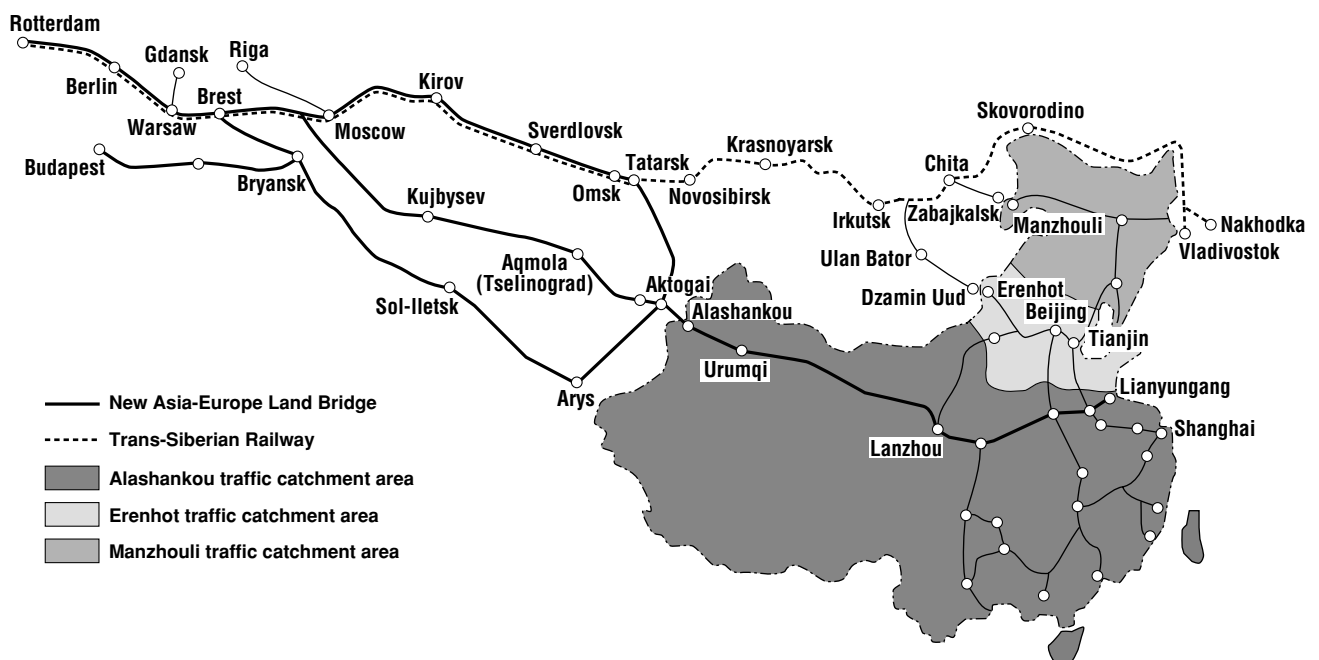 Rotterdam
Berlin
Gdansk
Riga
Warsaw
Brest
Moscow
Kirov
Budapest
Bryansk
Sverdlovsk
Omsk
Tatarsk
Novosibirsk
Krasnoyarsk
Skovorodino
Chita
Irkutsk
Zabajkalsk
Manzhouli
Nakhodka
Vladivostok
Kujbysev
Ulan Bator
Aqmola
(Tselinograd)
Sol-Iletsk
Aktogai
Alashankou
Dzamin Uud
Erenhot
Beijing
Tianjin
Urumqi
Arys
Lianyungang
Lanzhou
Shanghai
New Asia-Europe Land Bridge
Trans-Siberian Railway
Alashankou traffic catchment area
Erenhot traffic catchment area
Manzhouli traffic catchment area